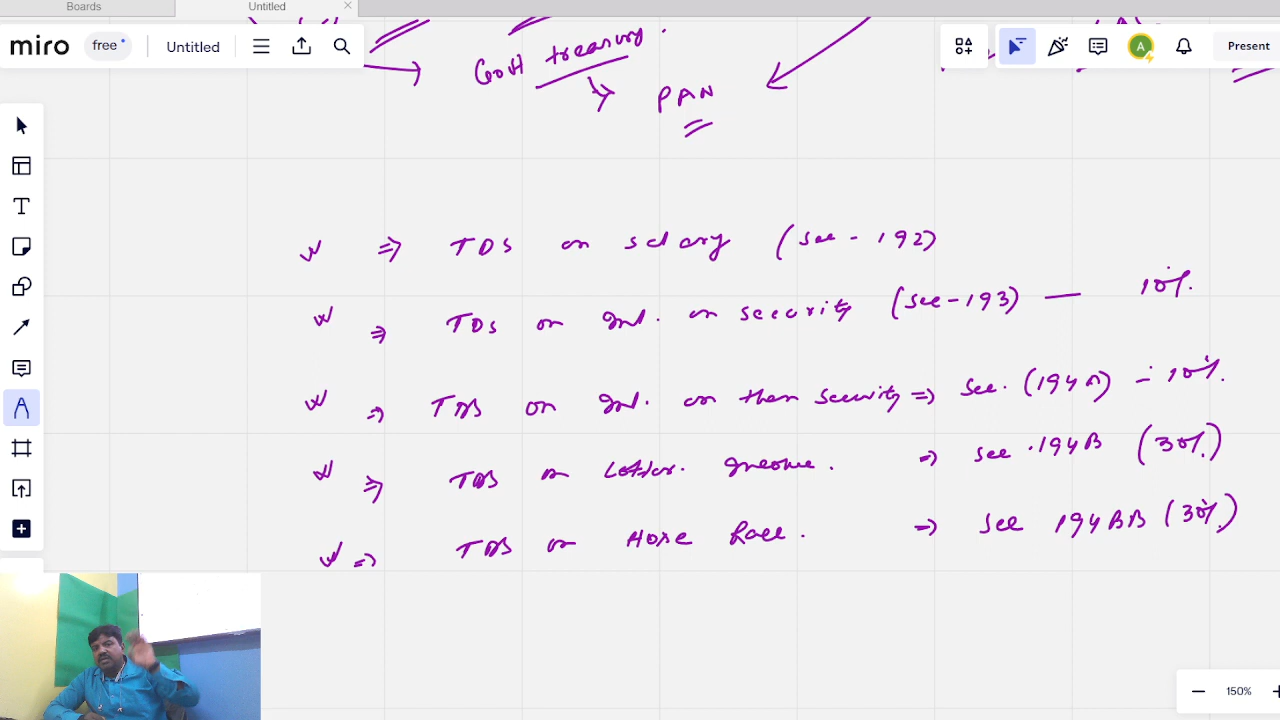 Boards Untitled
miro free Untitled Present
Govt treasury.
PAN
⇒ TDS on salary (sec - 192)
⇒ TDS on Int. on security (sec - 193) — 10%.
⇒ TDS on Int. on then security ⇒ sec. (194A) - 10%.
⇒ TDS on Lotter. Income. ⇒ sec. 194B (30%)
⇒ TDS on Horse Race. ⇒ sec 194BB (30%)
A
150%